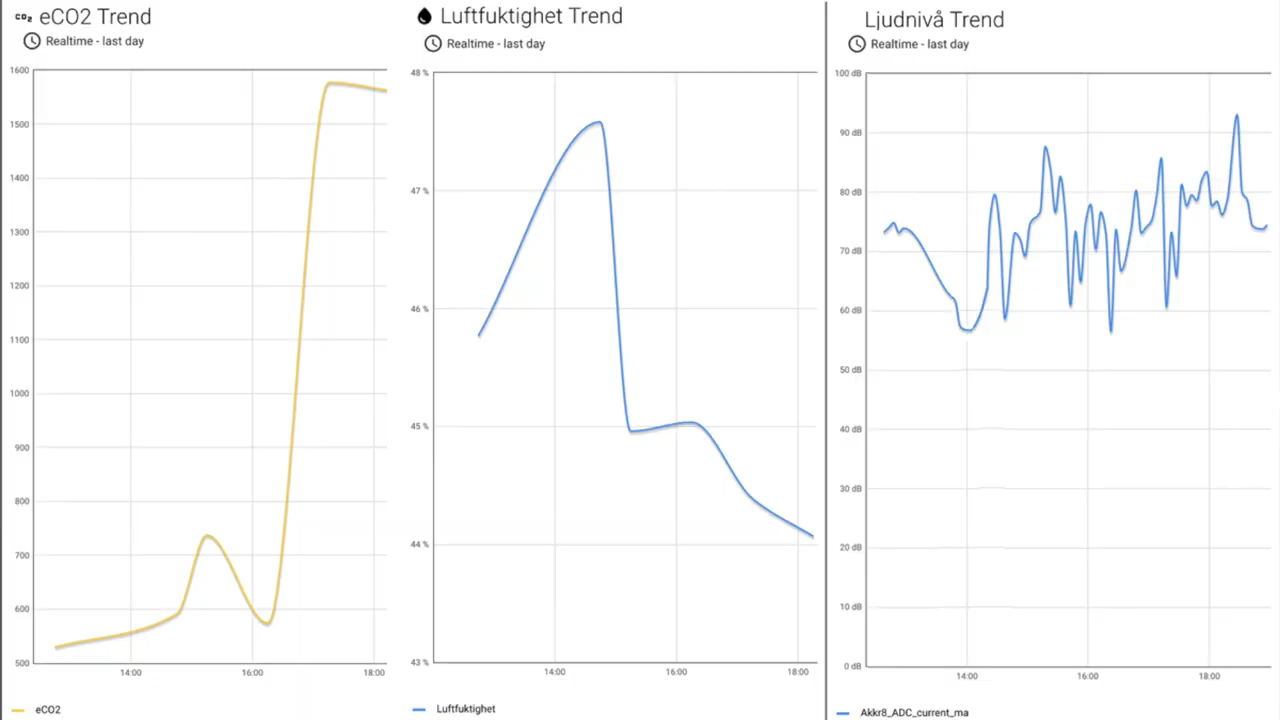 CO₂ eCO2 Trend
Realtime - last day
1600
1500
1400
1300
1200
1100
1000
900
800
700
600
500
14:00 16:00 18:00
eCO2
Luftfuktighet Trend
Realtime - last day
48 %
47 %
46 %
45 %
44 %
43 %
14:00 16:00 18:00
Luftfuktighet
Ljudnivå Trend
Realtime - last day
100 dB
90 dB
80 dB
70 dB
60 dB
50 dB
40 dB
30 dB
20 dB
10 dB
0 dB
14:00 16:00 18:00
Akkr8_ADC_current_ma